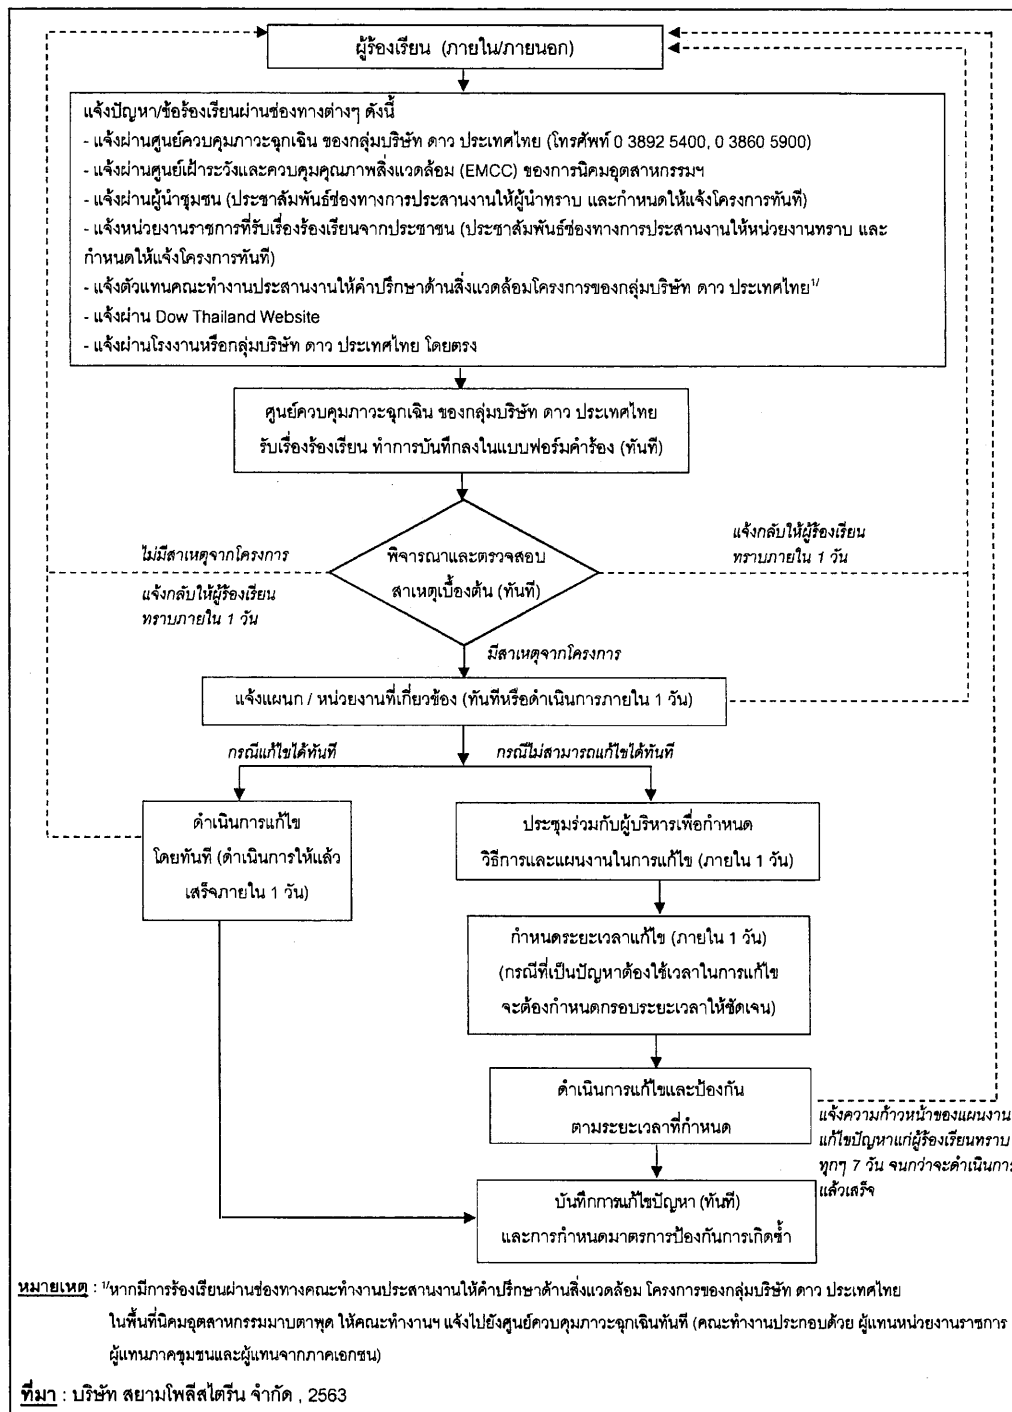 ผู้ร้องเรียน (ภายใน/ภายนอก)
แจ้งปัญหา/ข้อร้องเรียนผ่านช่องทางต่างๆ ดังนี้
- แจ้งผ่านศูนย์ควบคุมภาวะฉุกเฉิน ของกลุ่มบริษัท ดาว ประเทศไทย (โทรศัพท์ 0 3892 5400, 0 3860 5900)
- แจ้งผ่านศูนย์เฝ้าระวังและควบคุมคุณภาพสิ่งแวดล้อม (EMCC) ของการนิคมอุตสาหกรรมฯ
- แจ้งผ่านผู้นำชุมชน (ประชาสัมพันธ์ช่องทางการประสานงานให้ผู้นำทราบ และกำหนดให้แจ้งโครงการทันที)
- แจ้งหน่วยงานราชการที่รับเรื่องร้องเรียนจากประชาชน (ประชาสัมพันธ์ช่องทางการประสานงานให้หน่วยงานทราบ และ
กำหนดให้แจ้งโครงการทันที)
- แจ้งตัวแทนคณะทำงานประสานงานให้คำปรึกษาด้านสิ่งแวดล้อมโครงการของกลุ่มบริษัท ดาว ประเทศไทย1/
- แจ้งผ่าน Dow Thailand Website
- แจ้งผ่านโรงงานหรือกลุ่มบริษัท ดาว ประเทศไทย โดยตรง
ศูนย์ควบคุมภาวะฉุกเฉิน ของกลุ่มบริษัท ดาว ประเทศไทย
รับเรื่องร้องเรียน ทำการบันทึกลงในแบบฟอร์มคำร้อง (ทันที)
ไม่มีสาเหตุจากโครงการ
แจ้งกลับให้ผู้ร้องเรียน
ทราบภายใน 1 วัน
พิจารณาและตรวจสอบ
สาเหตุเบื้องต้น (ทันที)
แจ้งกลับให้ผู้ร้องเรียน
ทราบภายใน 1 วัน
มีสาเหตุจากโครงการ
แจ้งแผนก / หน่วยงานที่เกี่ยวข้อง (ทันทีหรือดำเนินการภายใน 1 วัน)
กรณีแก้ไขได้ทันที
กรณีไม่สามารถแก้ไขได้ทันที
ดำเนินการแก้ไข
โดยทันที (ดำเนินการให้แล้ว
เสร็จภายใน 1 วัน)
ประชุมร่วมกับผู้บริหารเพื่อกำหนด
วิธีการและแผนงานในการแก้ไข (ภายใน 1 วัน)
กำหนดระยะเวลาแก้ไข (ภายใน 1 วัน)
(กรณีที่เป็นปัญหาต้องใช้เวลาในการแก้ไข
จะต้องกำหนดกรอบระยะเวลาให้ชัดเจน)
ดำเนินการแก้ไขและป้องกัน
ตามระยะเวลาที่กำหนด
แจ้งความก้าวหน้าของแผนงาน
แก้ไขปัญหาแก่ผู้ร้องเรียนทราบ
ทุกๆ 7 วัน จนกว่าจะดำเนินการ
แล้วเสร็จ
บันทึกการแก้ไขปัญหา (ทันที)
และการกำหนดมาตรการป้องกันการเกิดซ้ำ
หมายเหตุ : 1/หากมีการร้องเรียนผ่านช่องทางคณะทำงานประสานงานให้คำปรึกษาด้านสิ่งแวดล้อม โครงการของกลุ่มบริษัท ดาว ประเทศไทย
ในพื้นที่นิคมอุตสาหกรรมมาบตาพุด ให้คณะทำงานฯ แจ้งไปยังศูนย์ควบคุมภาวะฉุกเฉินทันที (คณะทำงานประกอบด้วย ผู้แทนหน่วยงานราชการ
ผู้แทนภาคชุมชนและผู้แทนจากภาคเอกชน)
ที่มา : บริษัท สยามโพลีสไตรีน จำกัด , 2563